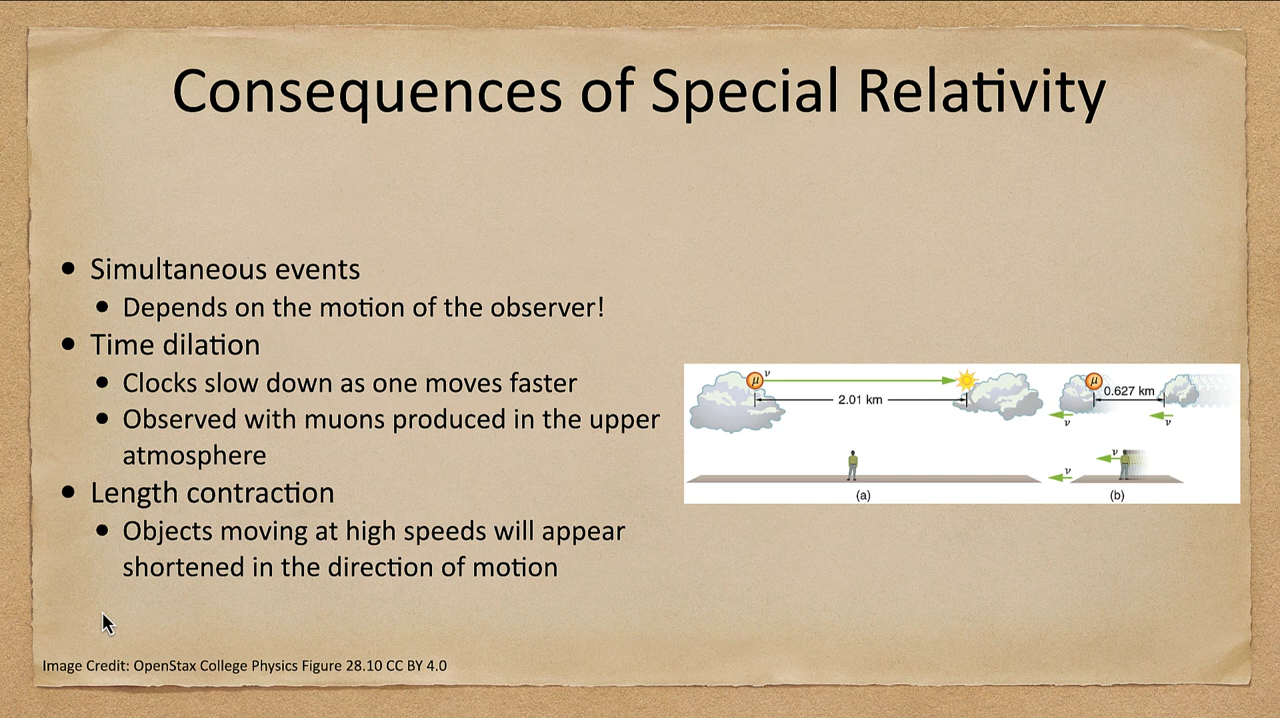 Consequences of Special Relativity
• Simultaneous events
• Depends on the motion of the observer!
• Time dilation
• Clocks slow down as one moves faster
• Observed with muons produced in the upper
atmosphere
• Length contraction
• Objects moving at high speeds will appear
shortened in the direction of motion
μ
ν
2.01 km
(a)
μ
0.627 km
ν
ν
ν
ν
(b)
Image Credit: OpenStax College Physics Figure 28.10 CC BY 4.0